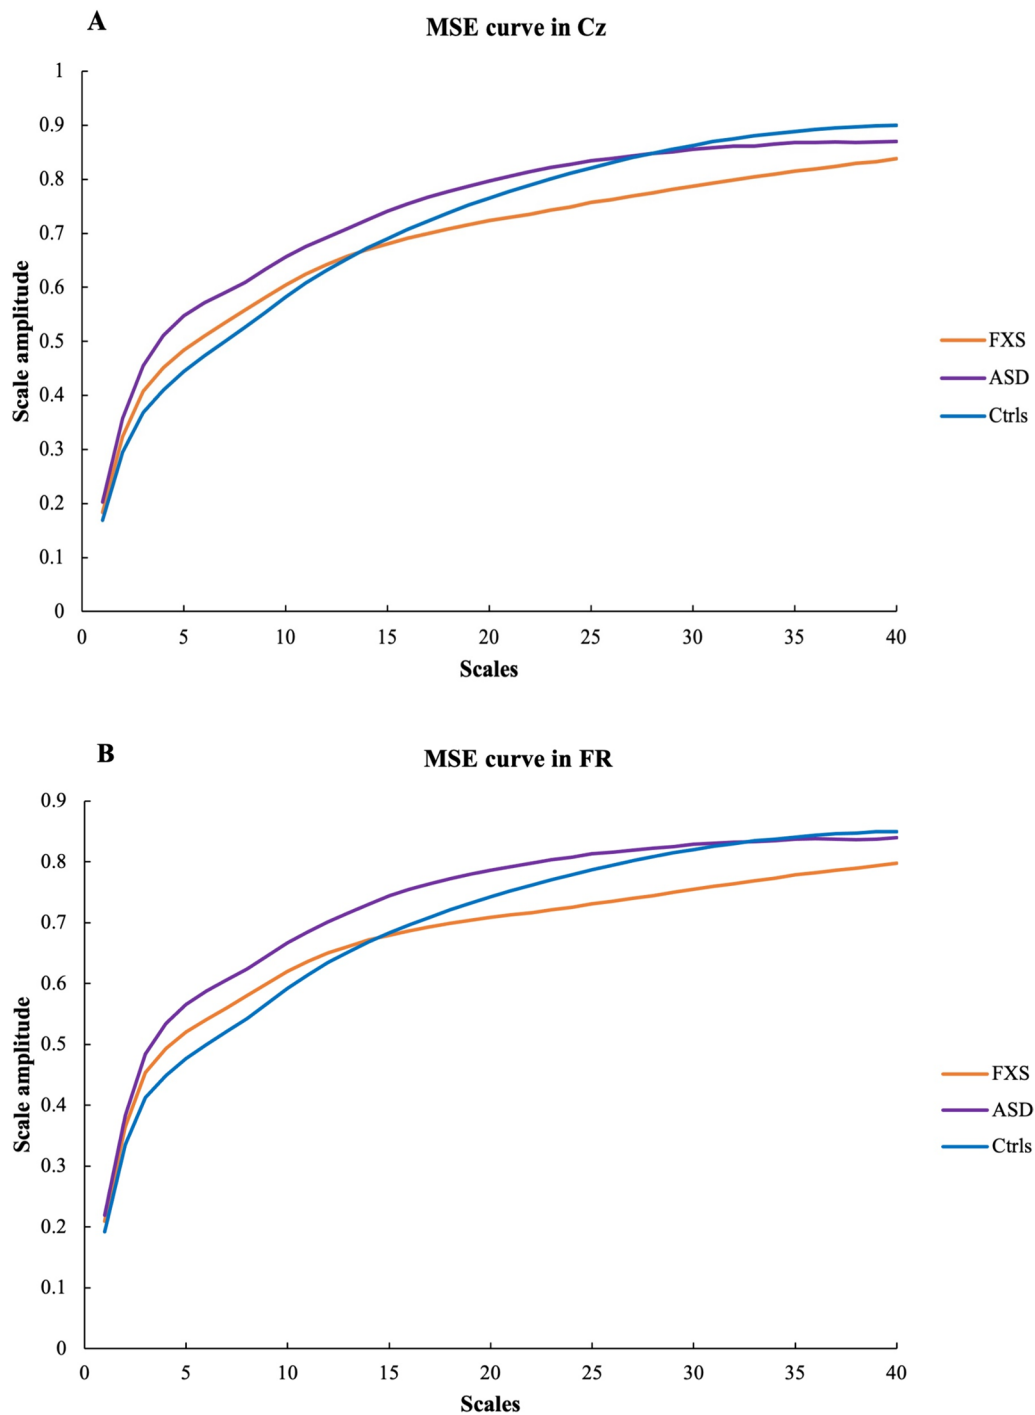 A
MSE curve in Cz
1
0.9
0.8
0.7
0.6
0.5
0.4
0.3
0.2
0.1
0
Scale amplitude
0 5 10 15 20 25 30 35 40
Scales
FXS
ASD
Ctrls
B
MSE curve in FR
0.9
0.8
0.7
0.6
0.5
0.4
0.3
0.2
0.1
0
Scale amplitude
0 5 10 15 20 25 30 35 40
Scales
FXS
ASD
Ctrls